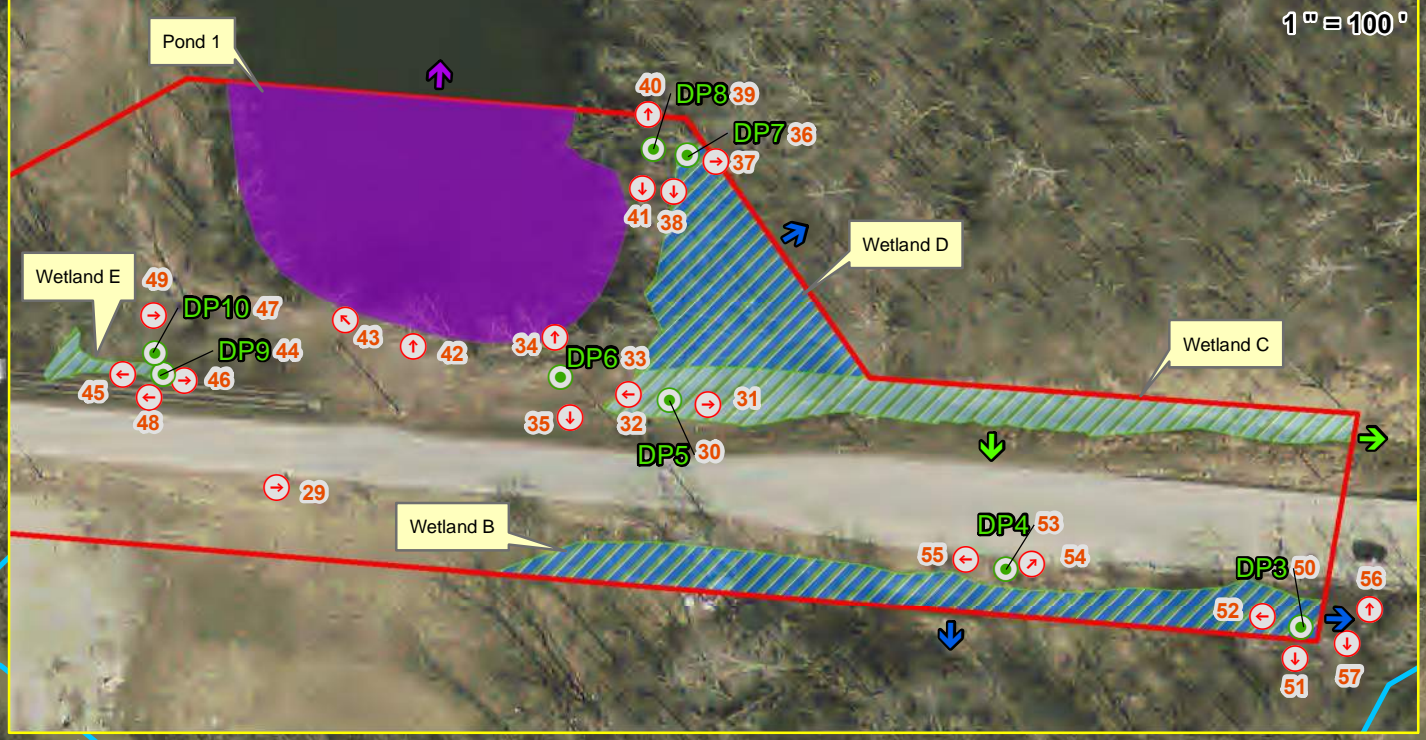 1 " = 100 '
Pond 1
40
DP8 39
DP7 36
37
41
38
Wetland D
Wetland E
49
DP10 47
43
42
34
DP6 33
DP9 44
45
46
48
Wetland C
31
35
32
DP5 30
29
Wetland B
DP4 53
55
54
DP3 50
56
52
51
57